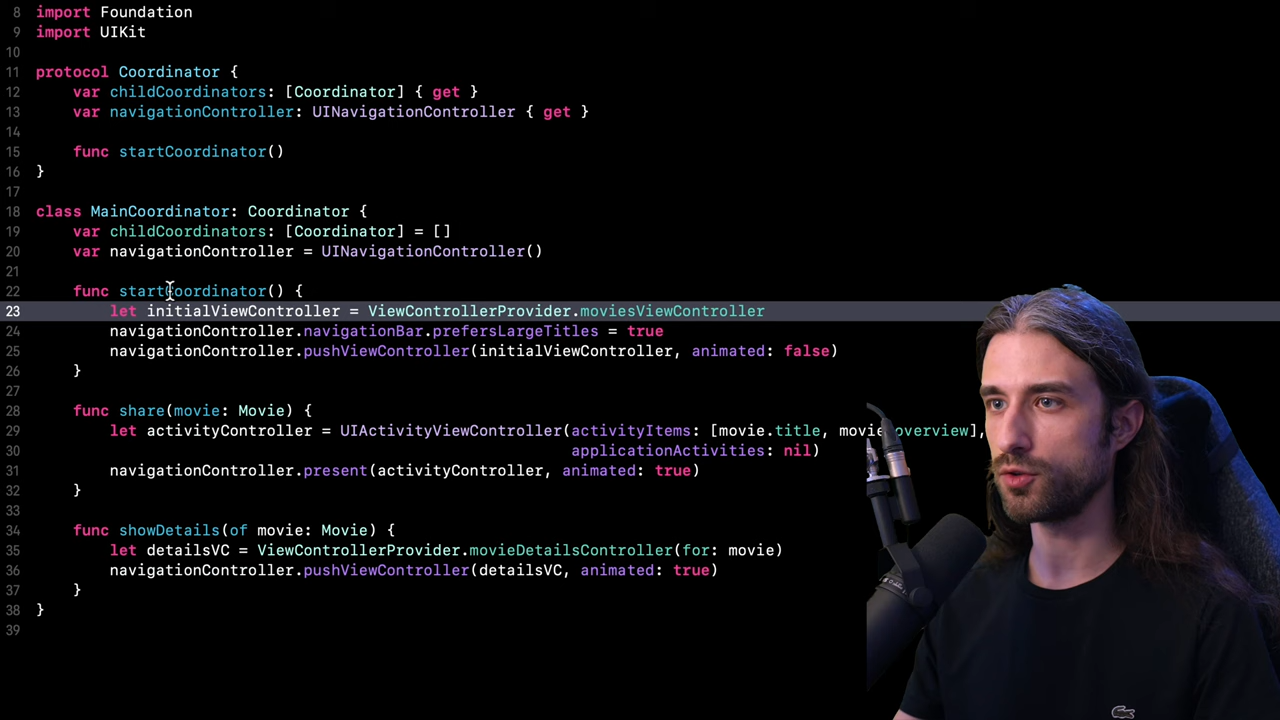 8 import Foundation
9 import UIKit
10
11 protocol Coordinator {
12 var childCoordinators: [Coordinator] { get }
13 var navigationController: UINavigationController { get }
14
15 func startCoordinator()
16 }
17
18 class MainCoordinator: Coordinator {
19 var childCoordinators: [Coordinator] = []
20 var navigationController = UINavigationController()
21
22 func startCoordinator() {
23 let initialViewController = ViewControllerProvider.moviesViewController
24 navigationController.navigationBar.prefersLargeTitles = true
25 navigationController.pushViewController(initialViewController, animated: false)
26 }
27
28 func share(movie: Movie) {
29 let activityController = UIActivityViewController(activityItems: [movie.title, movie.overview],
30 applicationActivities: nil)
31 navigationController.present(activityController, animated: true)
32 }
33
34 func showDetails(of movie: Movie) {
35 let detailsVC = ViewControllerProvider.movieDetailsController(for: movie)
36 navigationController.pushViewController(detailsVC, animated: true)
37 }
38 }
39